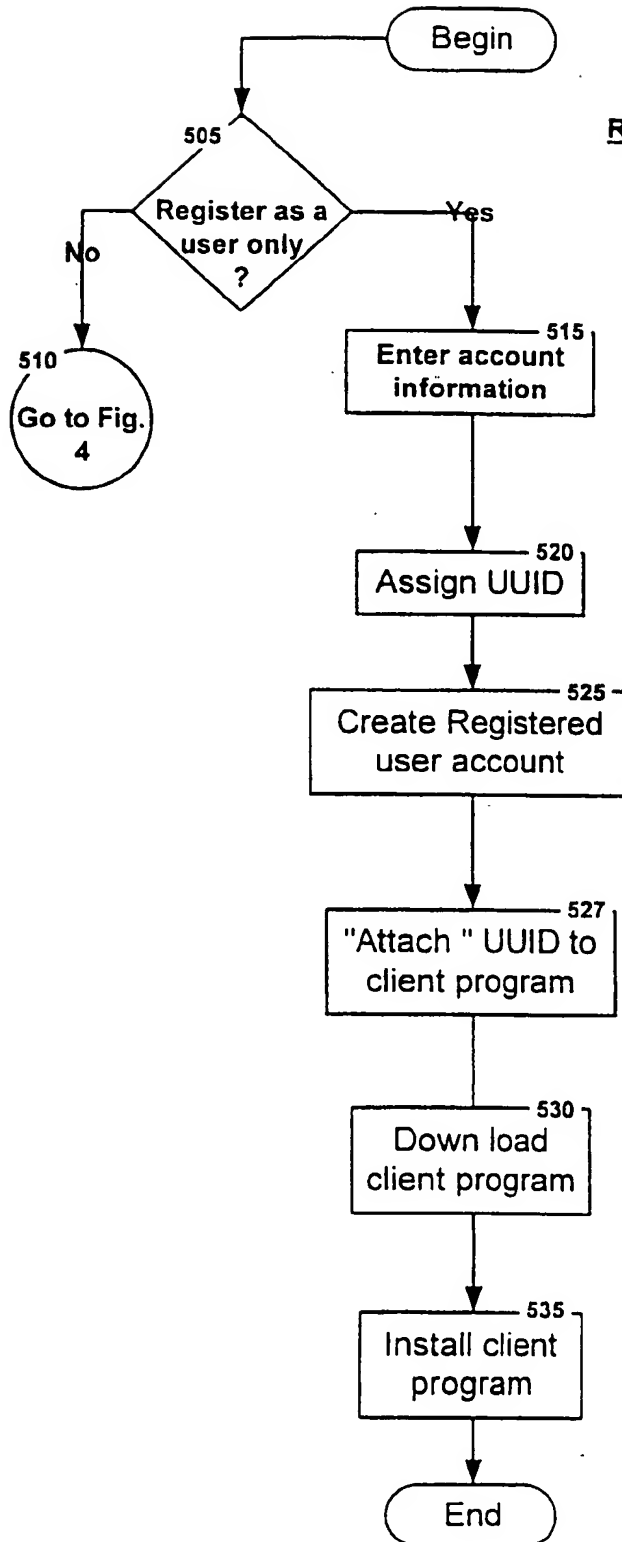 Begin
505
R
Register as a
user only
?
No
Yes
510
Go to Fig.
4
515
Enter account
information
520
Assign UUID
525
Create Registered
user account
527
"Attach " UUID to
client program
530
Down load
client program
535
Install client
program
End